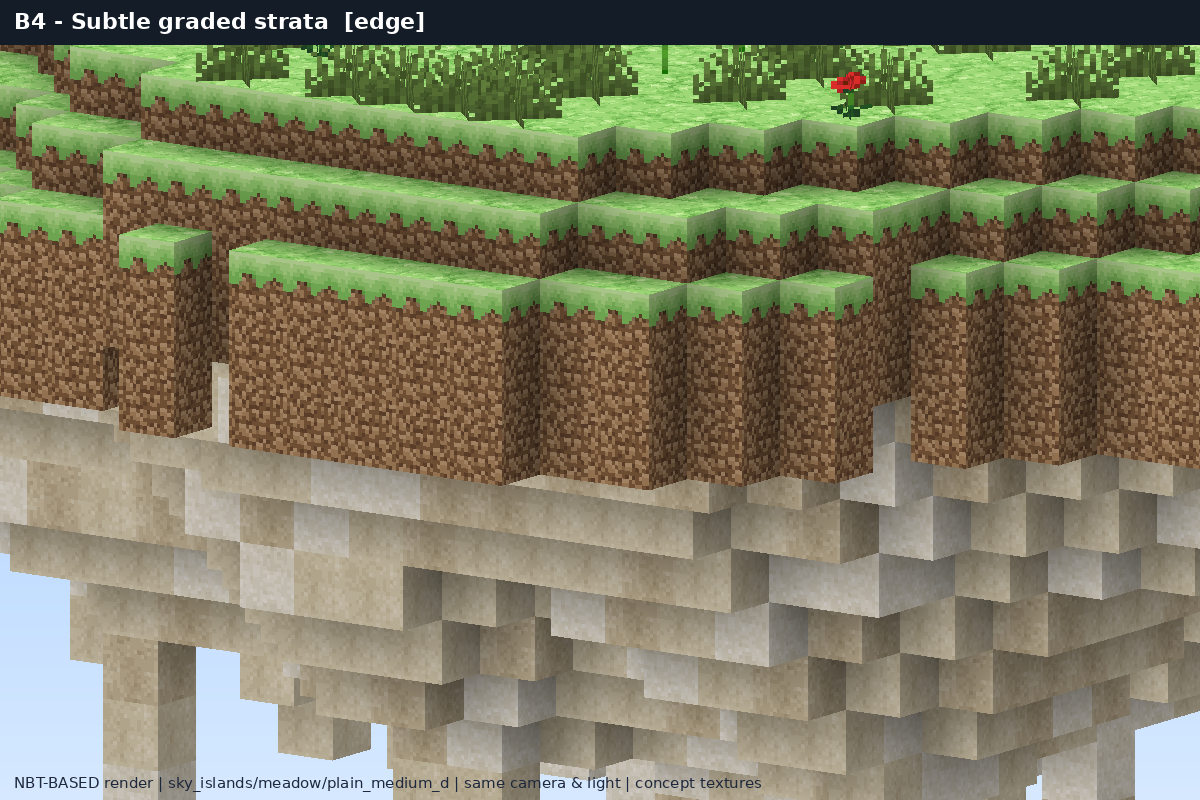 B4 - Subtle graded strata  [edge]
NBT-BASED render | sky_islands/meadow/plain_medium_d | same camera & light | concept textures